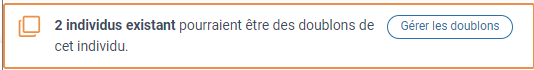 2 individus existant pourraient être des doublons de
cet individu.
Gérer les doublons